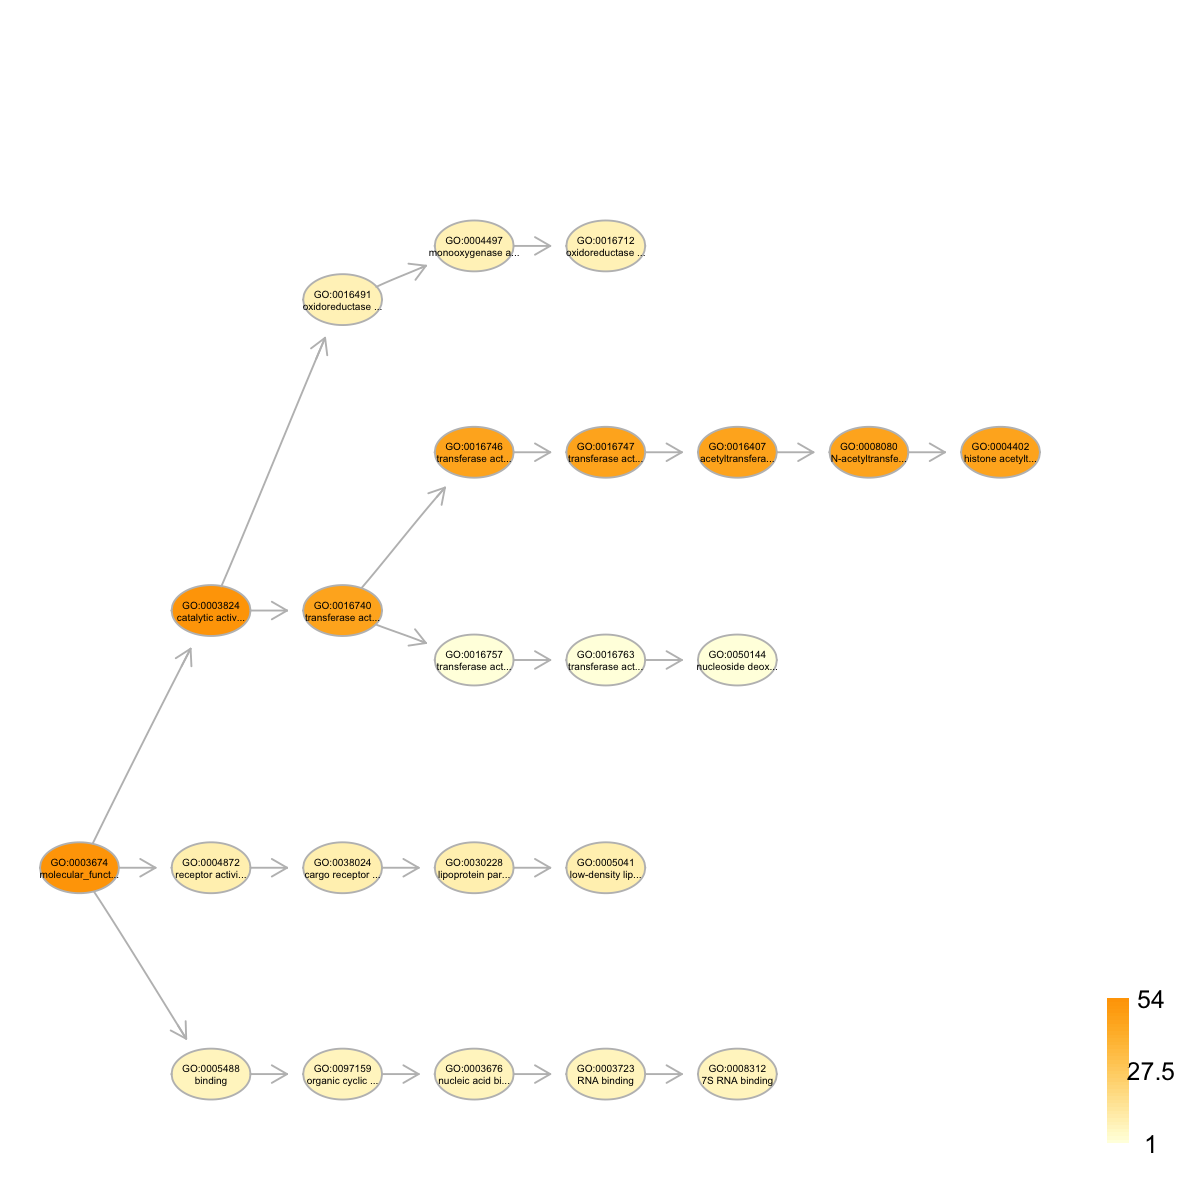 GO:0004497
monooxygenase a...
GO:0016712
oxidoreductase ...
GO:0016491
oxidoreductase ...
GO:0016746
transferase act...
GO:0016747
transferase act...
GO:0016407
acetyltransfera...
GO:0008080
N-acetyltransfe...
GO:0004402
histone acetylt...
GO:0003824
catalytic activ...
GO:0016740
transferase act...
GO:0016757
transferase act...
GO:0016763
transferase act...
GO:0050144
nucleoside deox...
GO:0003674
molecular_funct...
GO:0004872
receptor activi...
GO:0038024
cargo receptor ...
GO:0030228
lipoprotein par...
GO:0005041
low-density lip...
GO:0005488
binding
GO:0097159
organic cyclic ...
GO:0003676
nucleic acid bi...
GO:0003723
RNA binding
GO:0008312
7S RNA binding
54
27.5
1